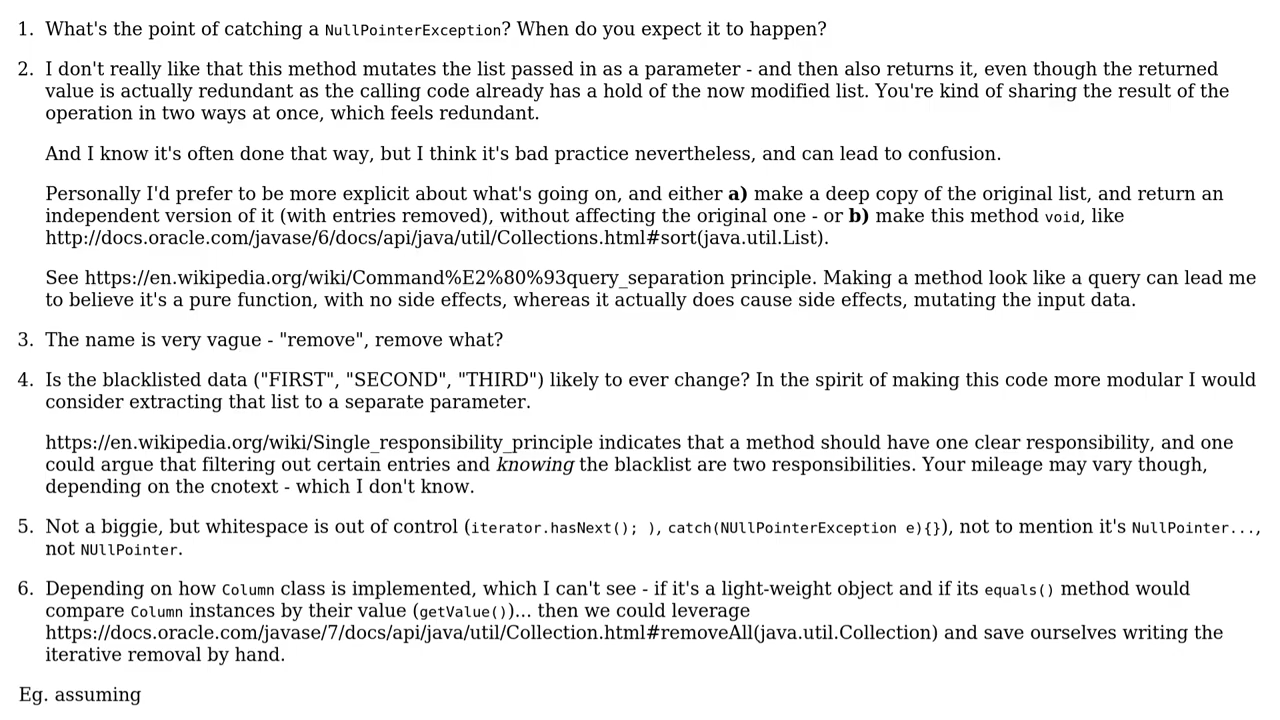 1. What's the point of catching a NullPointerException? When do you expect it to happen?
2. I don't really like that this method mutates the list passed in as a parameter - and then also returns it, even though the returned
value is actually redundant as the calling code already has a hold of the now modified list. You're kind of sharing the result of the
operation in two ways at once, which feels redundant.
And I know it's often done that way, but I think it's bad practice nevertheless, and can lead to confusion.
Personally I'd prefer to be more explicit about what's going on, and either a) make a deep copy of the original list, and return an
independent version of it (with entries removed), without affecting the original one - or b) make this method void, like
http://docs.oracle.com/javase/6/docs/api/java/util/Collections.html#sort(java.util.List).
See https://en.wikipedia.org/wiki/Command%E2%80%93query_separation principle. Making a method look like a query can lead me
to believe it's a pure function, with no side effects, whereas it actually does cause side effects, mutating the input data.
3. The name is very vague - "remove", remove what?
4. Is the blacklisted data ("FIRST", "SECOND", "THIRD") likely to ever change? In the spirit of making this code more modular I would
consider extracting that list to a separate parameter.
https://en.wikipedia.org/wiki/Single_responsibility_principle indicates that a method should have one clear responsibility, and one
could argue that filtering out certain entries and knowing the blacklist are two responsibilities. Your mileage may vary though,
depending on the cnotext - which I don't know.
5. Not a biggie, but whitespace is out of control (iterator.hasNext(); ), catch(NUllPointerException e){}), not to mention it's NullPointer...,
not NUllPointer.
6. Depending on how Column class is implemented, which I can't see - if it's a light-weight object and if its equals() method would
compare Column instances by their value (getValue())... then we could leverage
https://docs.oracle.com/javase/7/docs/api/java/util/Collection.html#removeAll(java.util.Collection) and save ourselves writing the
iterative removal by hand.
Eg. assuming